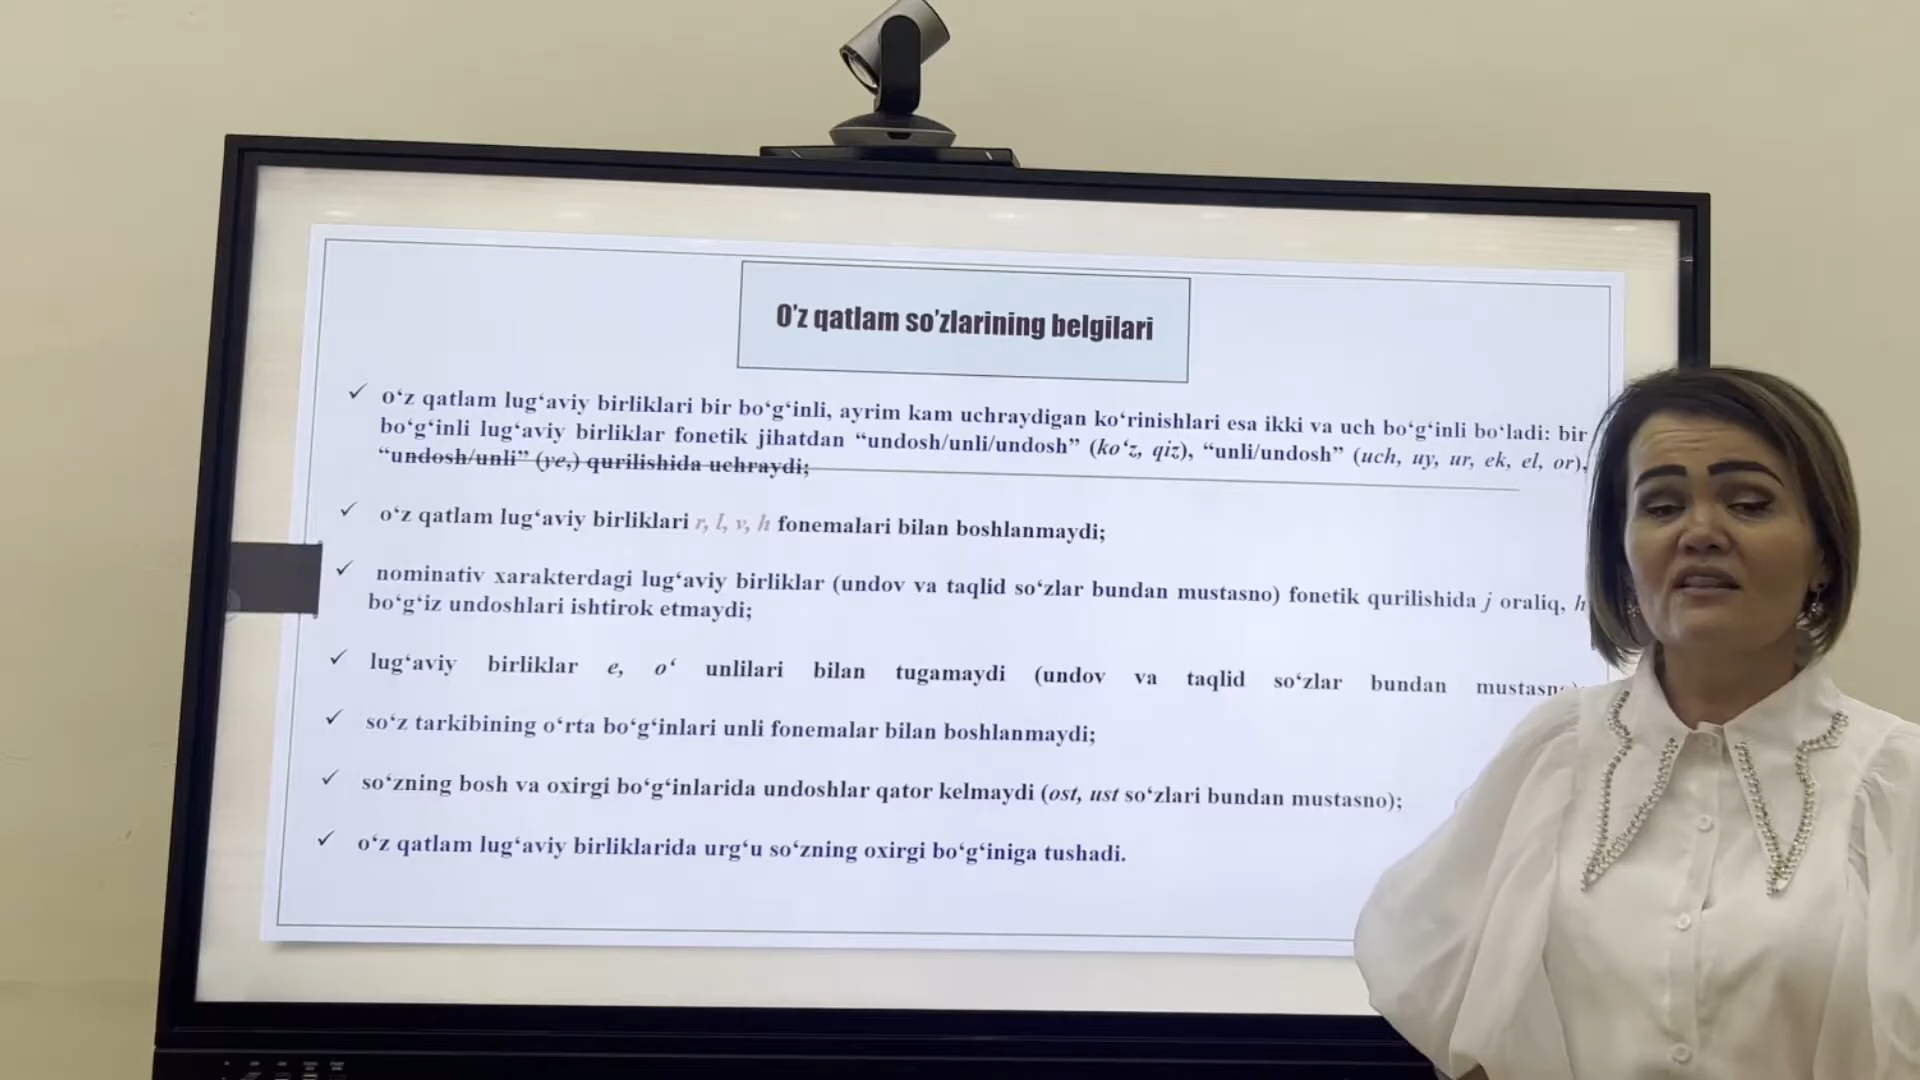 O’z qatlam so’zlarining belgilari
✓ o‘z qatlam lug‘aviy birliklari bir bo‘g‘inli, ayrim kam uchraydigan ko‘rinishlari esa ikki va uch bo‘g‘inli bo‘ladi: bir
bo‘g‘inli lug‘aviy birliklar fonetik jihatdan “undosh/unli/undosh” (ko‘z, qiz), “unli/undosh” (uch, uy, ur, ek, el, or),
“undosh/unli” (ye,) qurilishida uchraydi;
✓ o‘z qatlam lug‘aviy birliklari r, l, v, h fonemalari bilan boshlanmaydi;
✓ nominativ xarakterdagi lug‘aviy birliklar (undov va taqlid so‘zlar bundan mustasno) fonetik qurilishida j oraliq, h
bo‘g‘iz undoshlari ishtirok etmaydi;
✓ lug‘aviy birliklar e, o‘ unlilari bilan tugamaydi (undov va taqlid so‘zlar bundan
✓ so‘z tarkibining o‘rta bo‘g‘inlari unli fonemalar bilan boshlanmaydi;
✓ so‘zning bosh va oxirgi bo‘g‘inlarida undoshlar qator kelmaydi (ost, ust so‘zlari bundan mustasno);
✓ o‘z qatlam lug‘aviy birliklarida urg‘u so‘zning oxirgi bo‘g‘iniga tushadi.